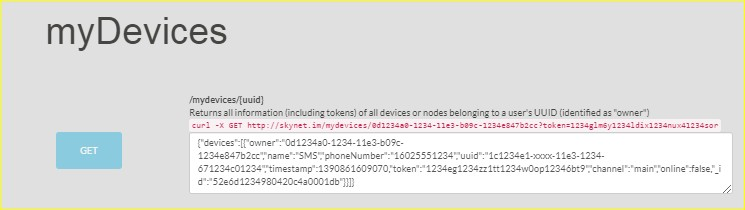 myDevices
/mydevices/[uuid]
Returns all information (including tokens) of all devices or nodes belonging to a user's UUID (identified as "owner")
curl -X GET http://skynet.im/mydevices/0d1234a0-1234-11e3-b09c-1234e847b2cc?token=1234glm6y1234ldix1234nux41234sor
GET
{"devices":[[{"owner":"0d1234a0-1234-11e3-b09c-
1234e847b2cc","name":"SMS","phoneNumber":"16025551234","uuid":"1c1234e1-xxxx-11e3-1234-
671234c01234","timestamp":1390861609070,"token":"1234eg1234zz1tt1234w0op12346bt9","channel":"main","online":false,"_i
d":"52e6d1234980420c4a0001db"}]]}